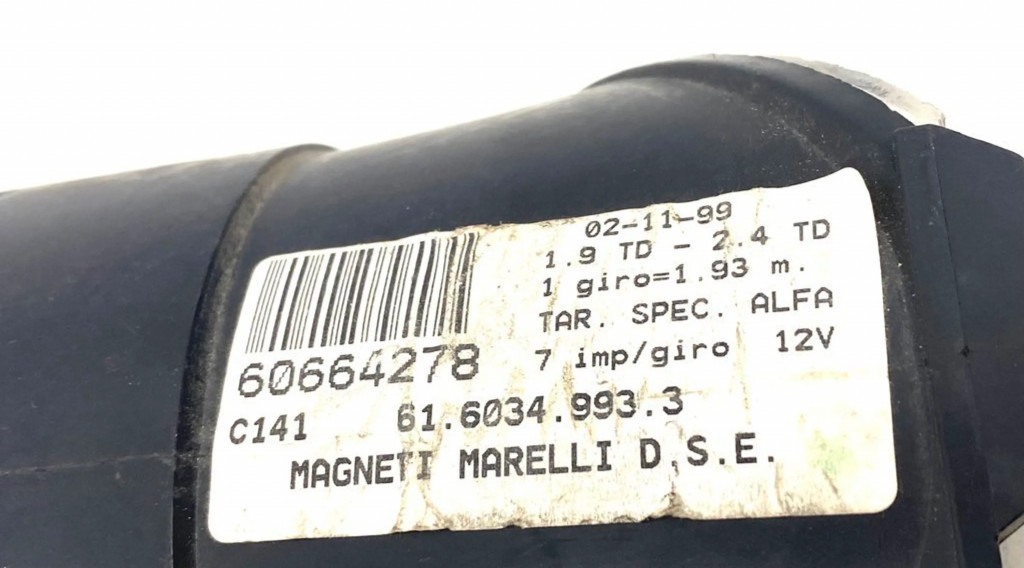 02-11-99
1.9 TD - 2.4 TD
1 giro=1.93 m.
TAR. SPEC. ALFA
7 imp/giro 12V
60664278
C141 61.6034.993.3
MAGNETI MARELLI D.S.E.